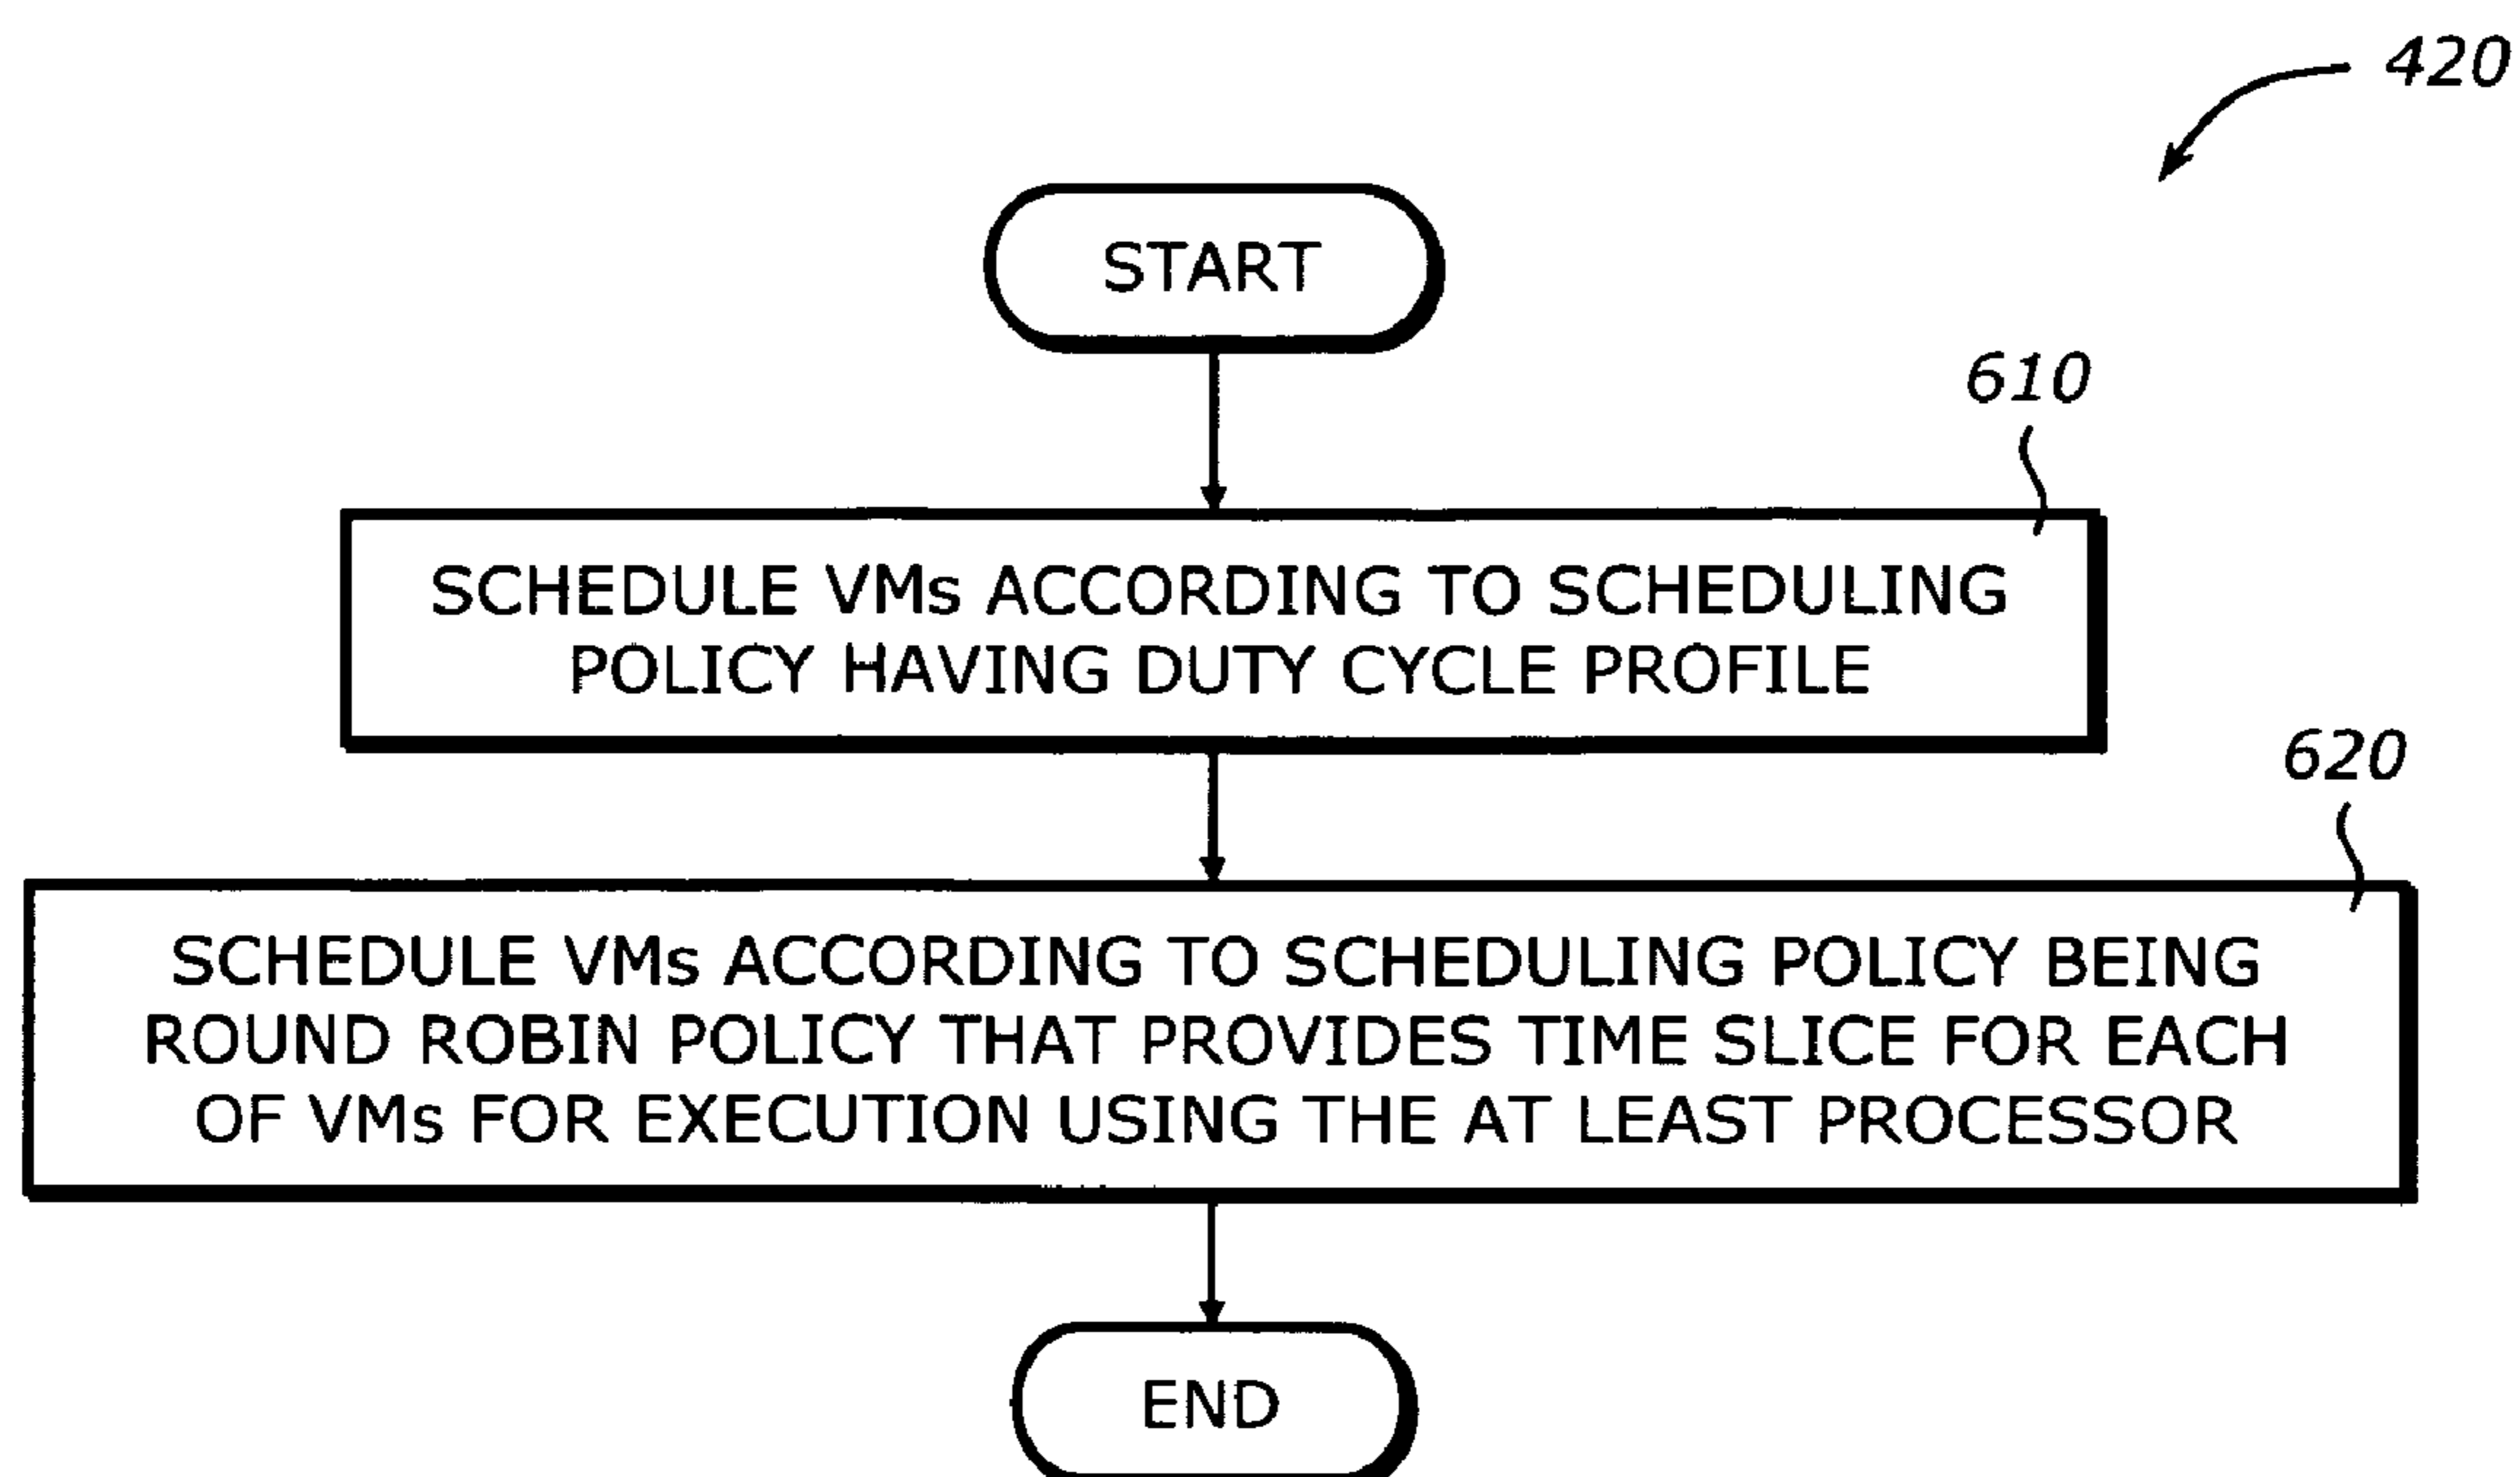 420
START
610
SCHEDULE VMs ACCORDING TO SCHEDULING
POLICY HAVING DUTY CYCLE PROFILE
620
SCHEDULE VMs ACCORDING TO SCHEDULING POLICY BEING
ROUND ROBIN POLICY THAT PROVIDES TIME SLICE FOR EACH
OF VMs FOR EXECUTION USING THE AT LEAST PROCESSOR
END